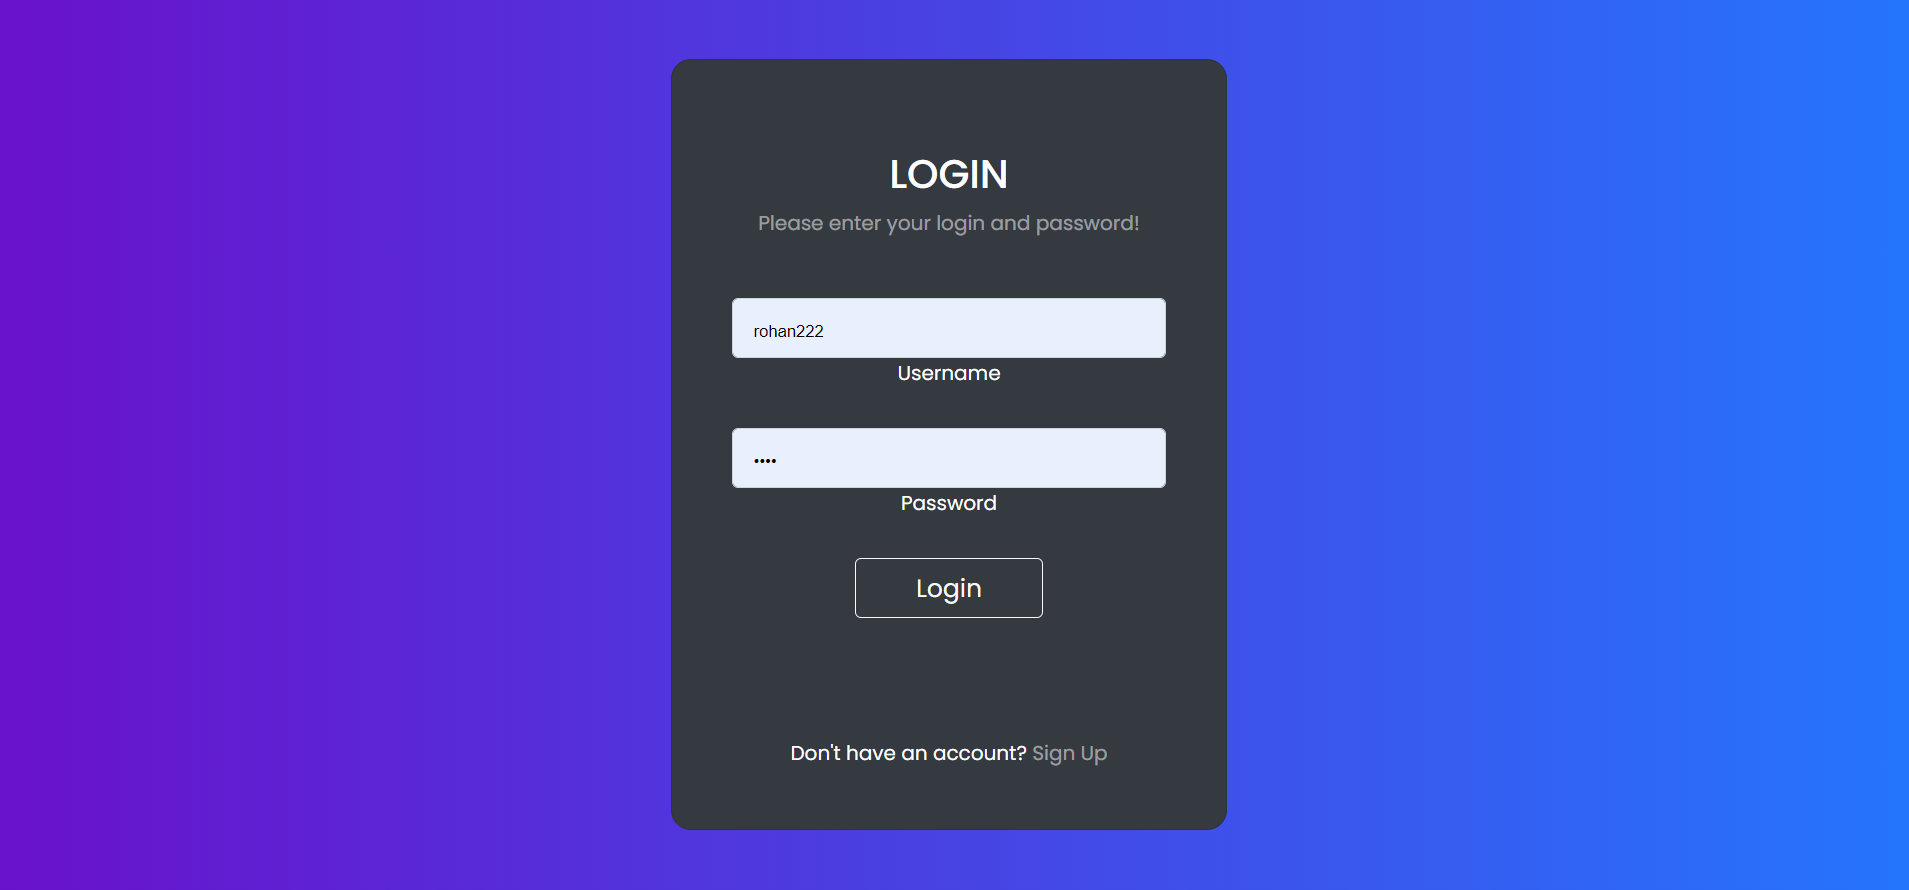 LOGIN
Please enter your login and password!
rohan222
••••
Username
Password
Login
Don't have an account? Sign Up